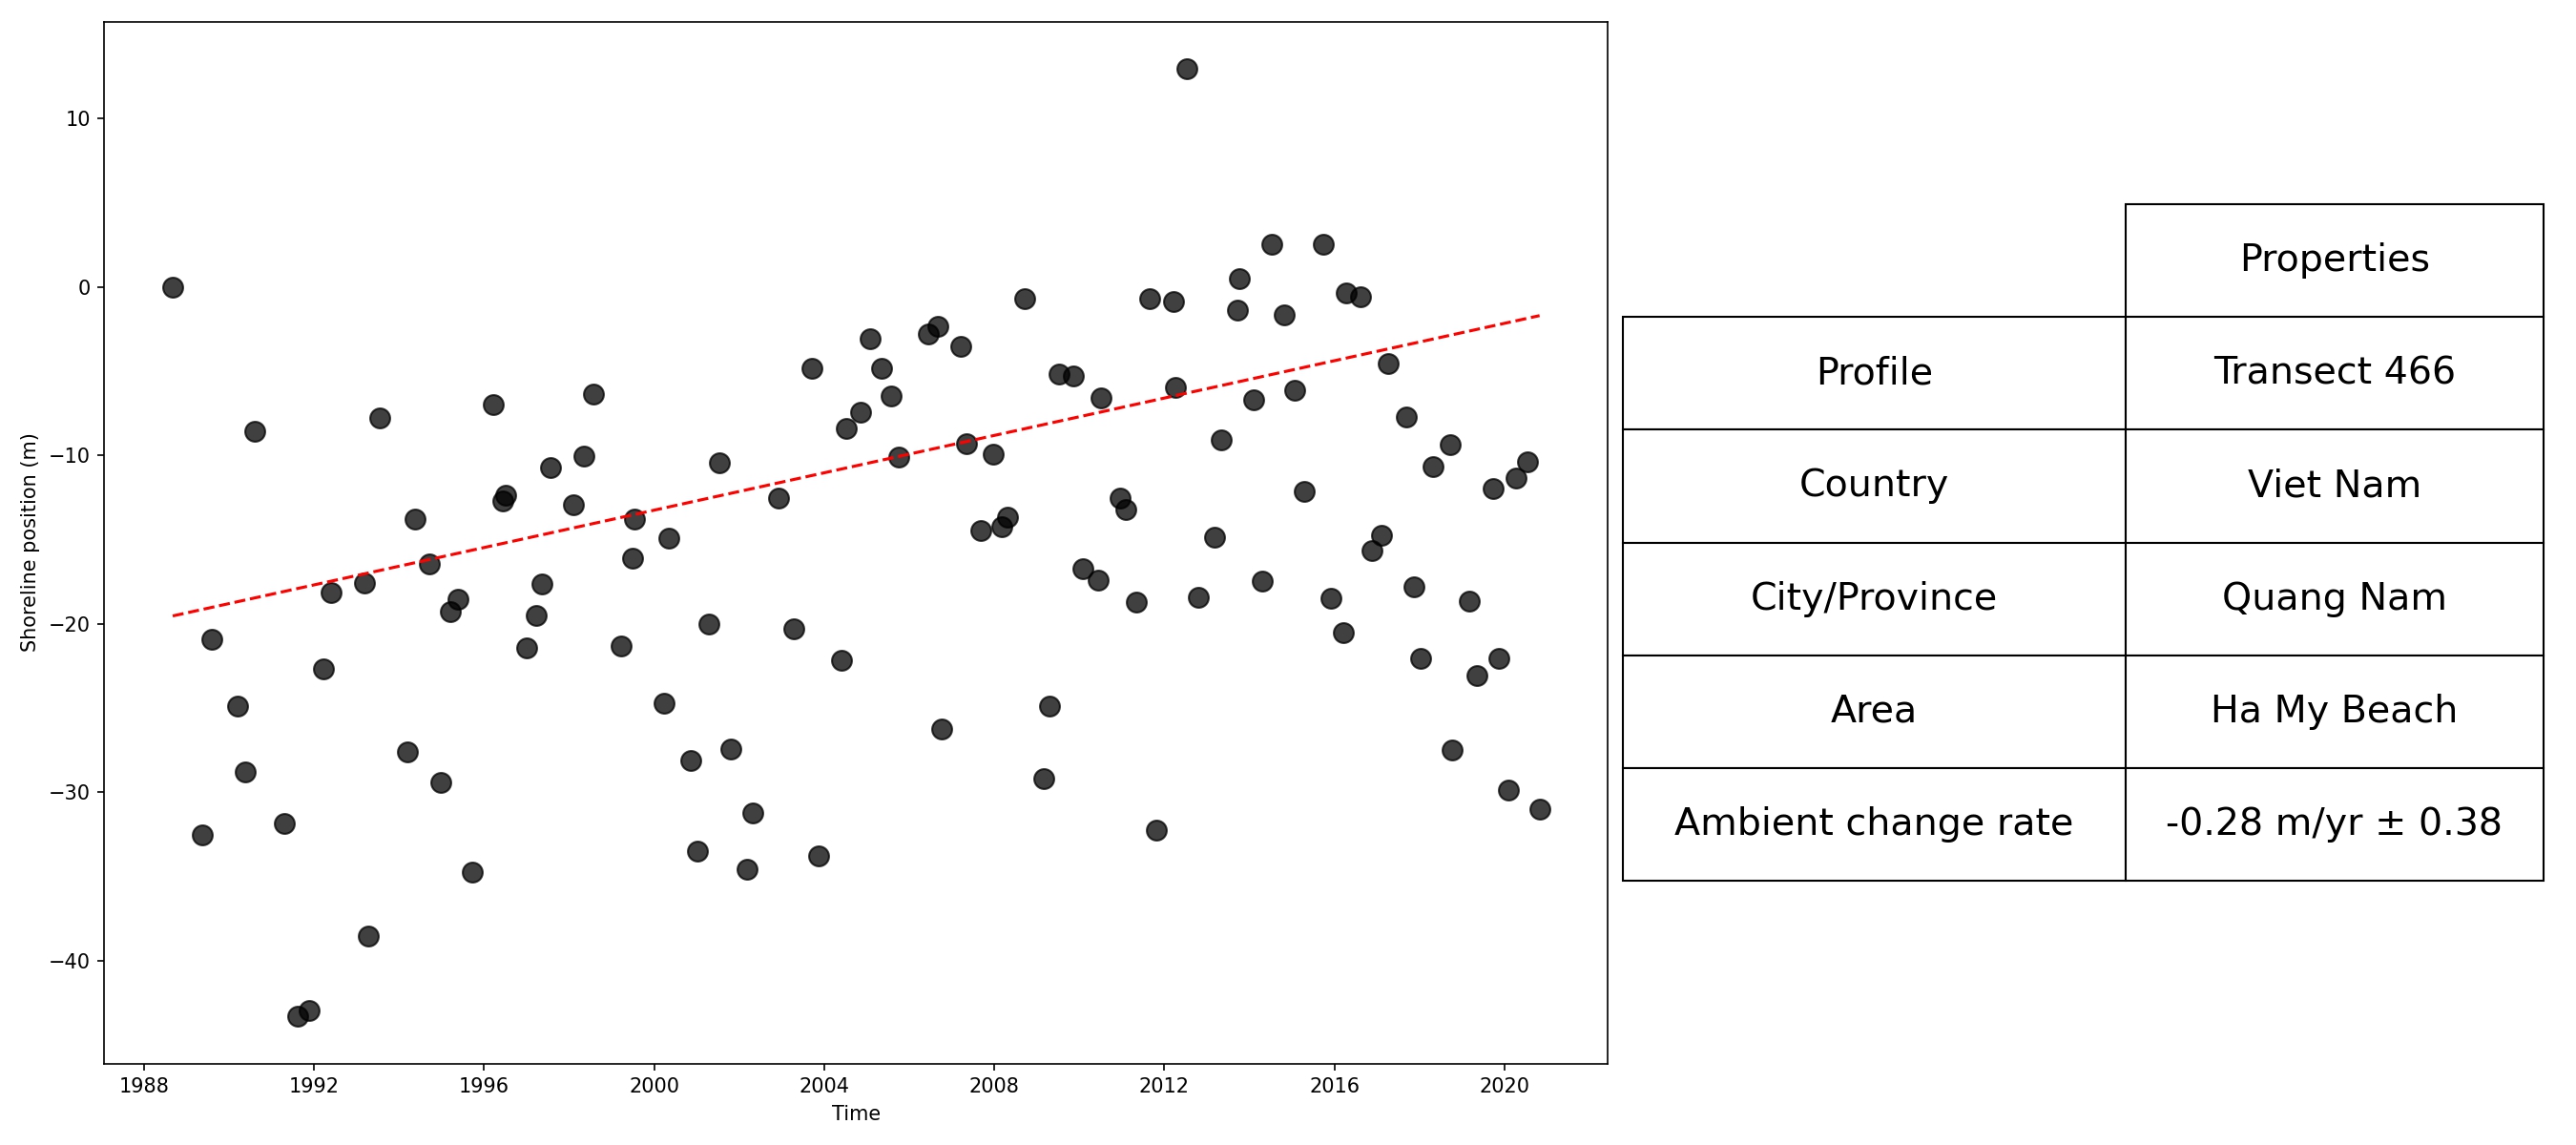 10
0
−10
−20
−30
−40
Shoreline position (m)
1988 1992 1996 2000 2004 2008 2012 2016 2020
Time
Properties
Profile Transect 466
Country Viet Nam
City/Province Quang Nam
Area Ha My Beach
Ambient change rate -0.28 m/yr ± 0.38